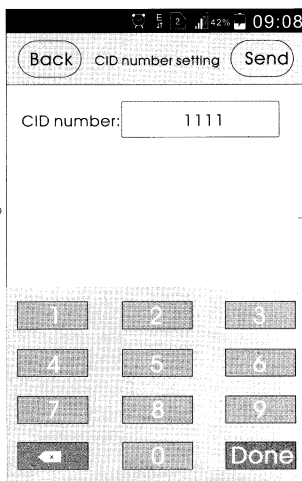 E 2 42% 09:08
Back CID number setting Send
CID number: 1111
1 2 3
4 5 6
7 8 9
0 Done